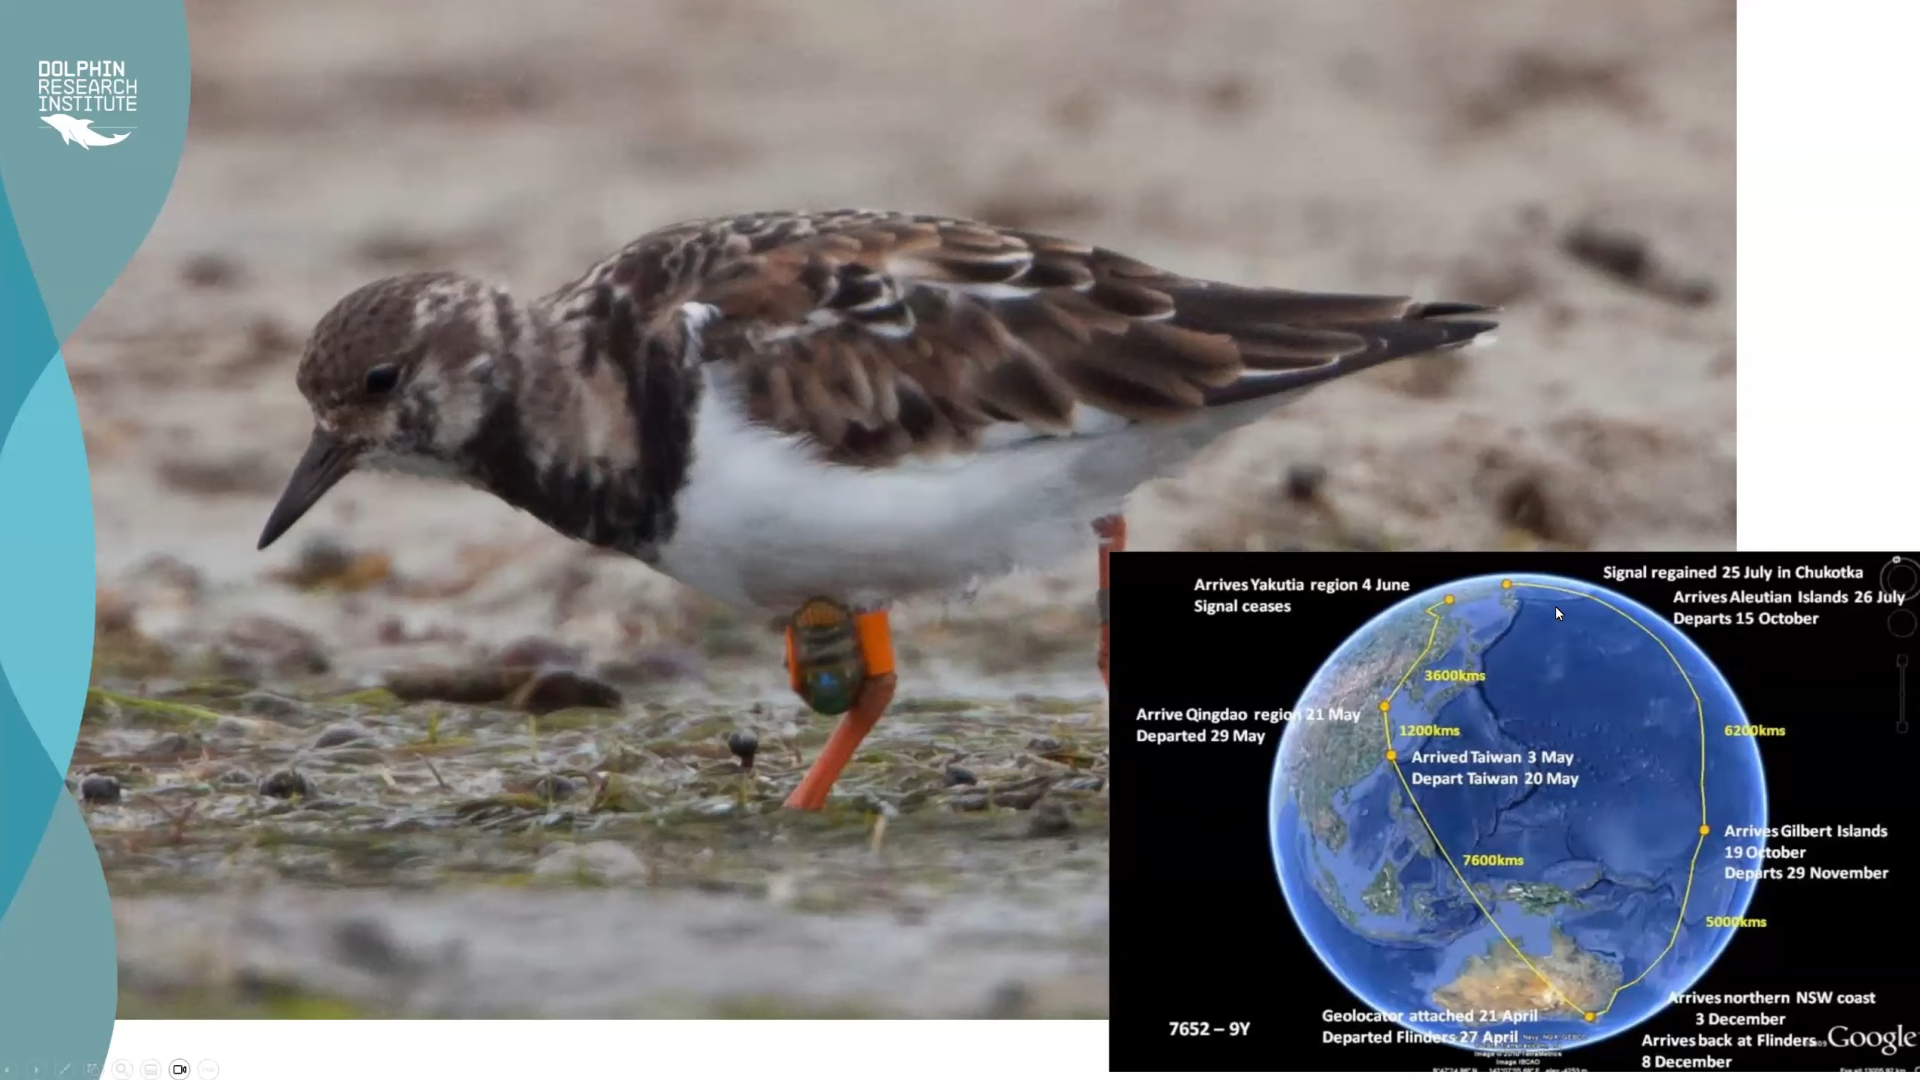 DOLPHIN
RESEARCH
INSTITUTE
Arrives Yakutia region 4 June
Signal ceases
Signal regained 25 July in Chukotka
Arrives Aleutian Islands 26 July
Departs 15 October
3600kms
Arrive Qingdao region 21 May
Departed 29 May
1200kms
6200kms
Arrived Taiwan 3 May
Depart Taiwan 20 May
Arrives Gilbert Islands
19 October
Departs 29 November
7600kms
5000kms
Arrives northern NSW coast
3 December
Arrives back at Flinders
8 December
Google
Geolocator attached 21 April
Departed Flinders 27 April
7652 – 9Y